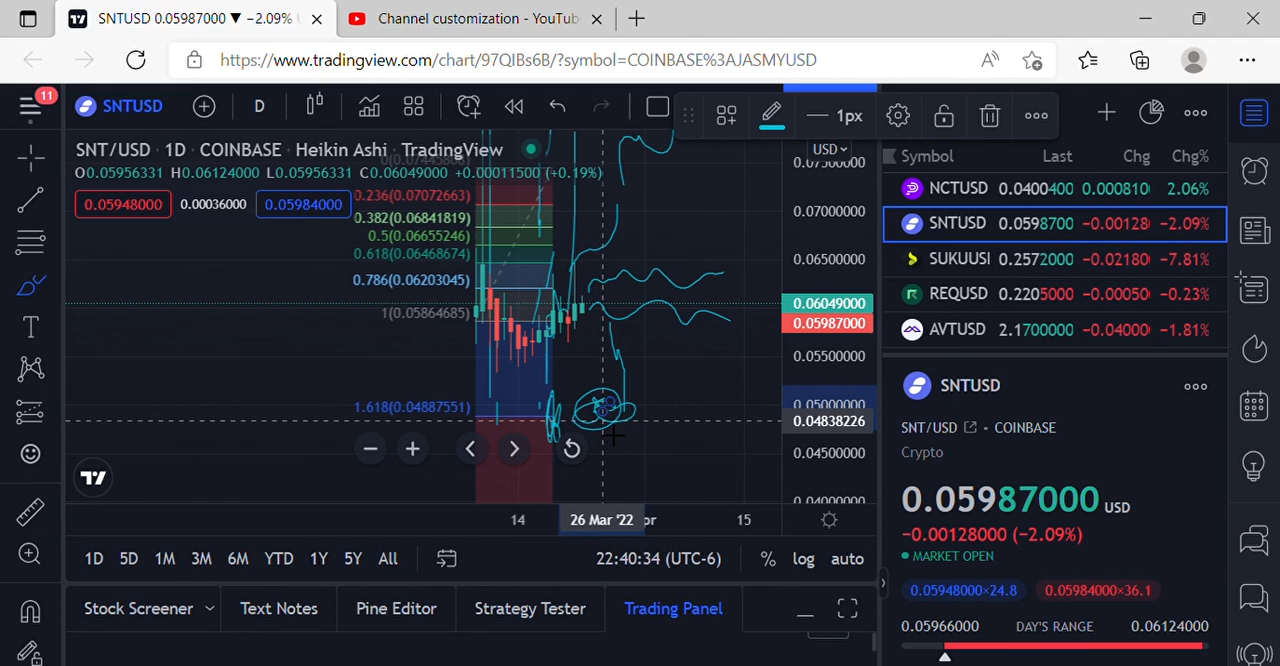 SNTUSD 0.05987000 ▼ −2.09%
Channel customization - YouTub
https://www.tradingview.com/chart/97QIBs6B/?symbol=COINBASE%3AJASMYUSD
11
SNTUSD
D
1px
SNT/USD · 1D · COINBASE · Heikin Ashi · TradingView
USD
O0.05956331 H0.06124000 L0.05956331 C0.06049000 +0.00011500 (+0.19%)
0.05948000
0.00036000
0.05984000
0.236(0.07072663)
0.382(0.06841819)
0.5(0.06655246)
0.618(0.06468674)
0.786(0.06203045)
1(0.05864685)
1.618(0.04887551)
0.07500000
0.07000000
0.06500000
0.06049000
0.05987000
0.05500000
0.05000000
0.04838226
0.04500000
0.04000000
14
26 Mar '22
15
1D 5D 1M 3M 6M YTD 1Y 5Y All
22:40:34 (UTC-6)
% log auto
Stock Screener Text Notes Pine Editor Strategy Tester Trading Panel
Symbol Last Chg Chg%
NCTUSD 0.0400400 0.000810 2.06%
SNTUSD 0.05987000 −0.00128 −2.09%
SUKUUSI 0.2572000 −0.02180 −7.81%
REQUSD 0.2205000 −0.00050 −0.23%
AVTUSD 2.1700000 −0.04000 −1.81%
SNTUSD
SNT/USD • COINBASE
Crypto
0.05987000 USD
−0.00128000 (−2.09%)
MARKET OPEN
0.05948000×24.8 0.05984000×36.1
0.05966000 DAY'S RANGE 0.06124000